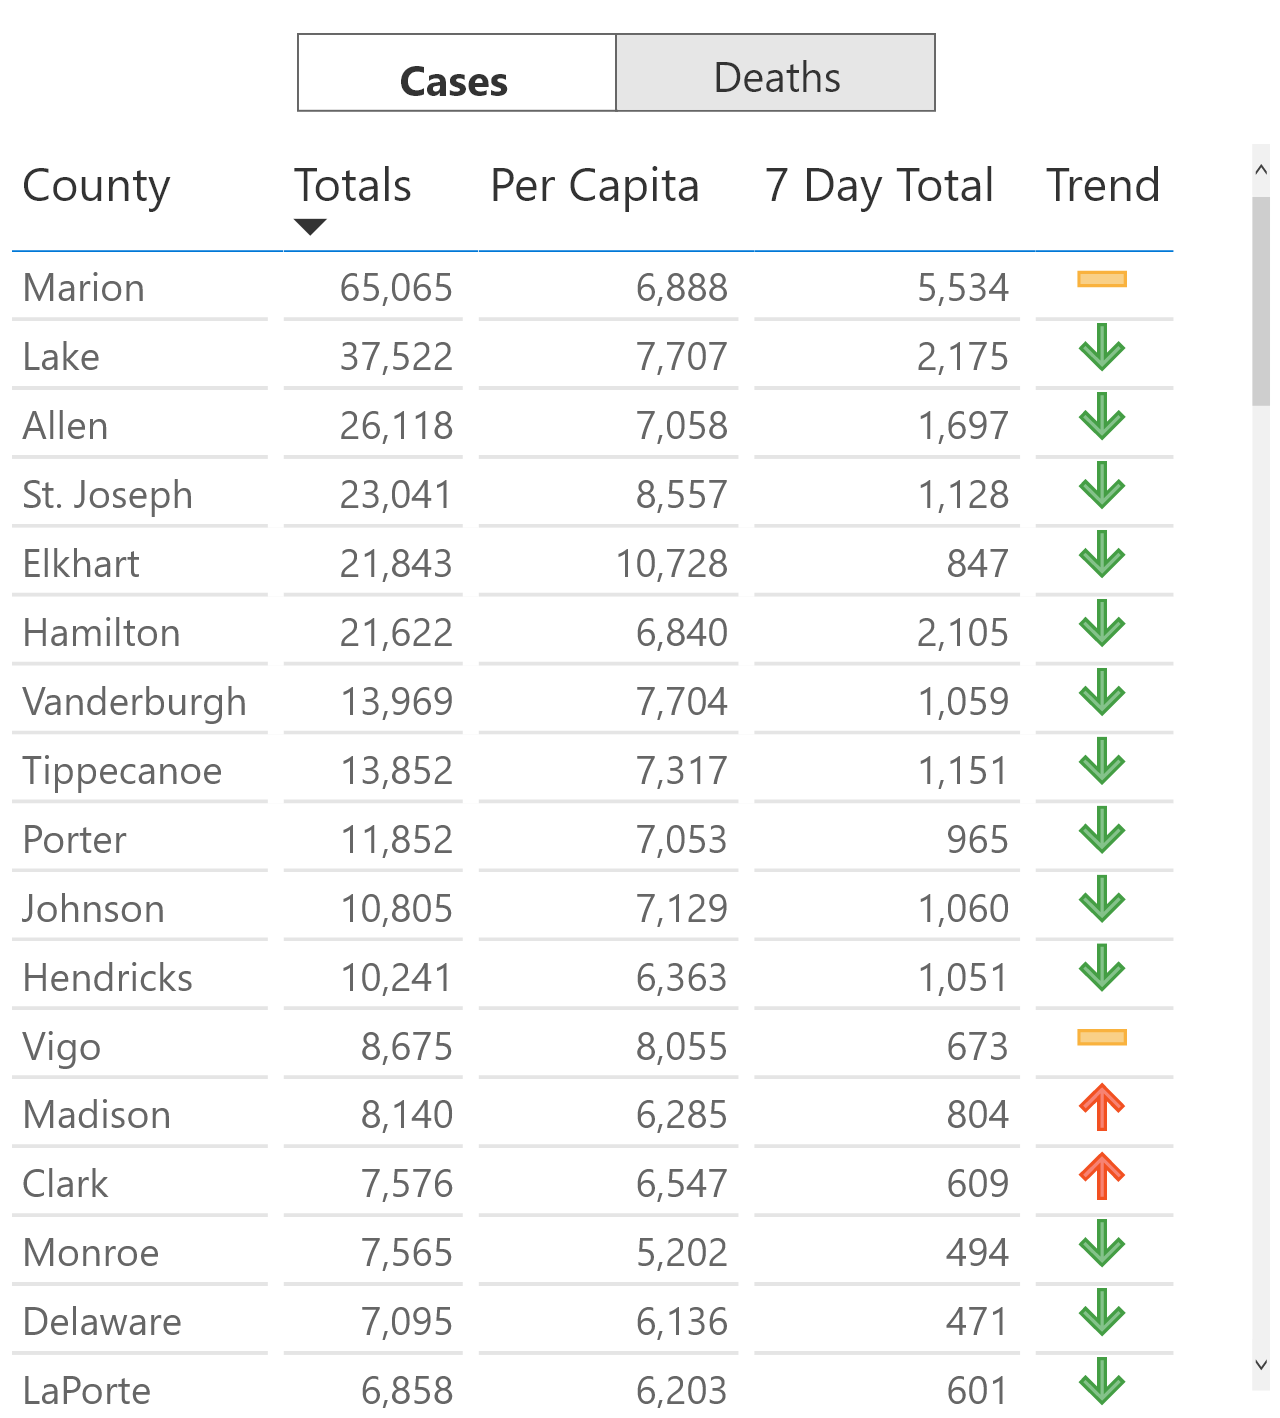 Cases Deaths
County Totals Per Capita 7 Day Total Trend
Marion 65,065 6,888 5,534
Lake 37,522 7,707 2,175
Allen 26,118 7,058 1,697
St. Joseph 23,041 8,557 1,128
Elkhart 21,843 10,728 847
Hamilton 21,622 6,840 2,105
Vanderburgh 13,969 7,704 1,059
Tippecanoe 13,852 7,317 1,151
Porter 11,852 7,053 965
Johnson 10,805 7,129 1,060
Hendricks 10,241 6,363 1,051
Vigo 8,675 8,055 673
Madison 8,140 6,285 804
Clark 7,576 6,547 609
Monroe 7,565 5,202 494
Delaware 7,095 6,136 471
LaPorte 6,858 6,203 601